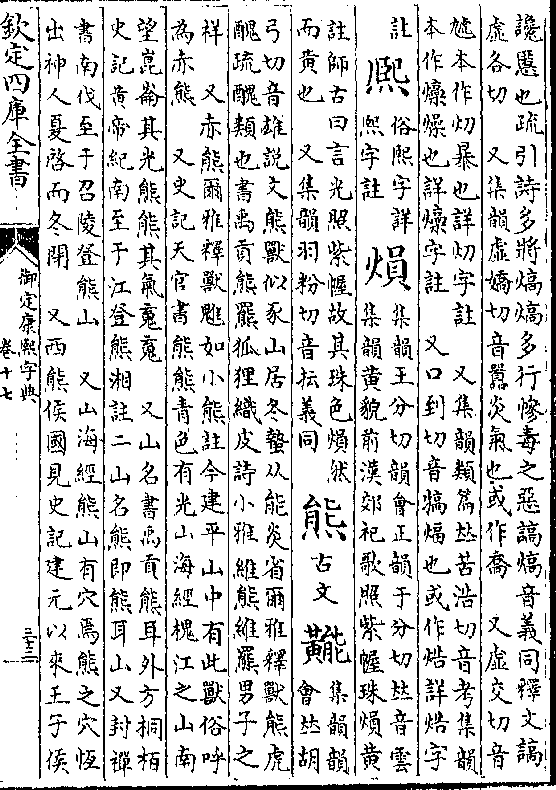 讒慝也疏引詩多將熇熇多行慘毒之惡謞熇音義同釋文謞
虛各切　又集韻虛嬌切音囂炎氣也或作喬　又虛交切音
虓本作灱暴也詳灱字註　又集韻類篇𠀤苦浩切音考集韻
本作燺燥也詳燺字註　又口到切音犒煏也或作焅詳焅字
註
熈
俗熙字詳
熙字註
熉
集韻王分切韻會正韻于分切𠀤音雲
集韻黃貌前漢郊祀歌照紫幄珠熉黃
註師古曰言光照紫幄故其珠色熉然
而黃也　又集韻羽粉切音抎義同
熊
古文
集韻韻
會𠀤胡
弓切音雄說文熊獸似豕山居冬蟄从能炎省爾雅釋獸熊虎
醜疏醜類也書禹貢熊羆狐狸織皮詩小雅維熊維羆男子之
祥　又赤熊爾雅釋獸魋如小熊註今建平山中有此獸俗呼
為赤熊　又史記天官書熊熊青色有光山海經槐江之山南
望崑崙其光熊熊其氣䰟䰟　又山名書禹貢熊耳外方桐栢
史記黃帝紀南至于江登熊湘註二山名熊即熊耳山又封禪
書南伐至于召陵登熊山　又山海經熊山有穴焉熊之穴恆
出神人夏啓而冬閉　又西熊侯國見史記建元以來王子侯
欽定四庫全書
御定康熙字典
卷十七
三十三